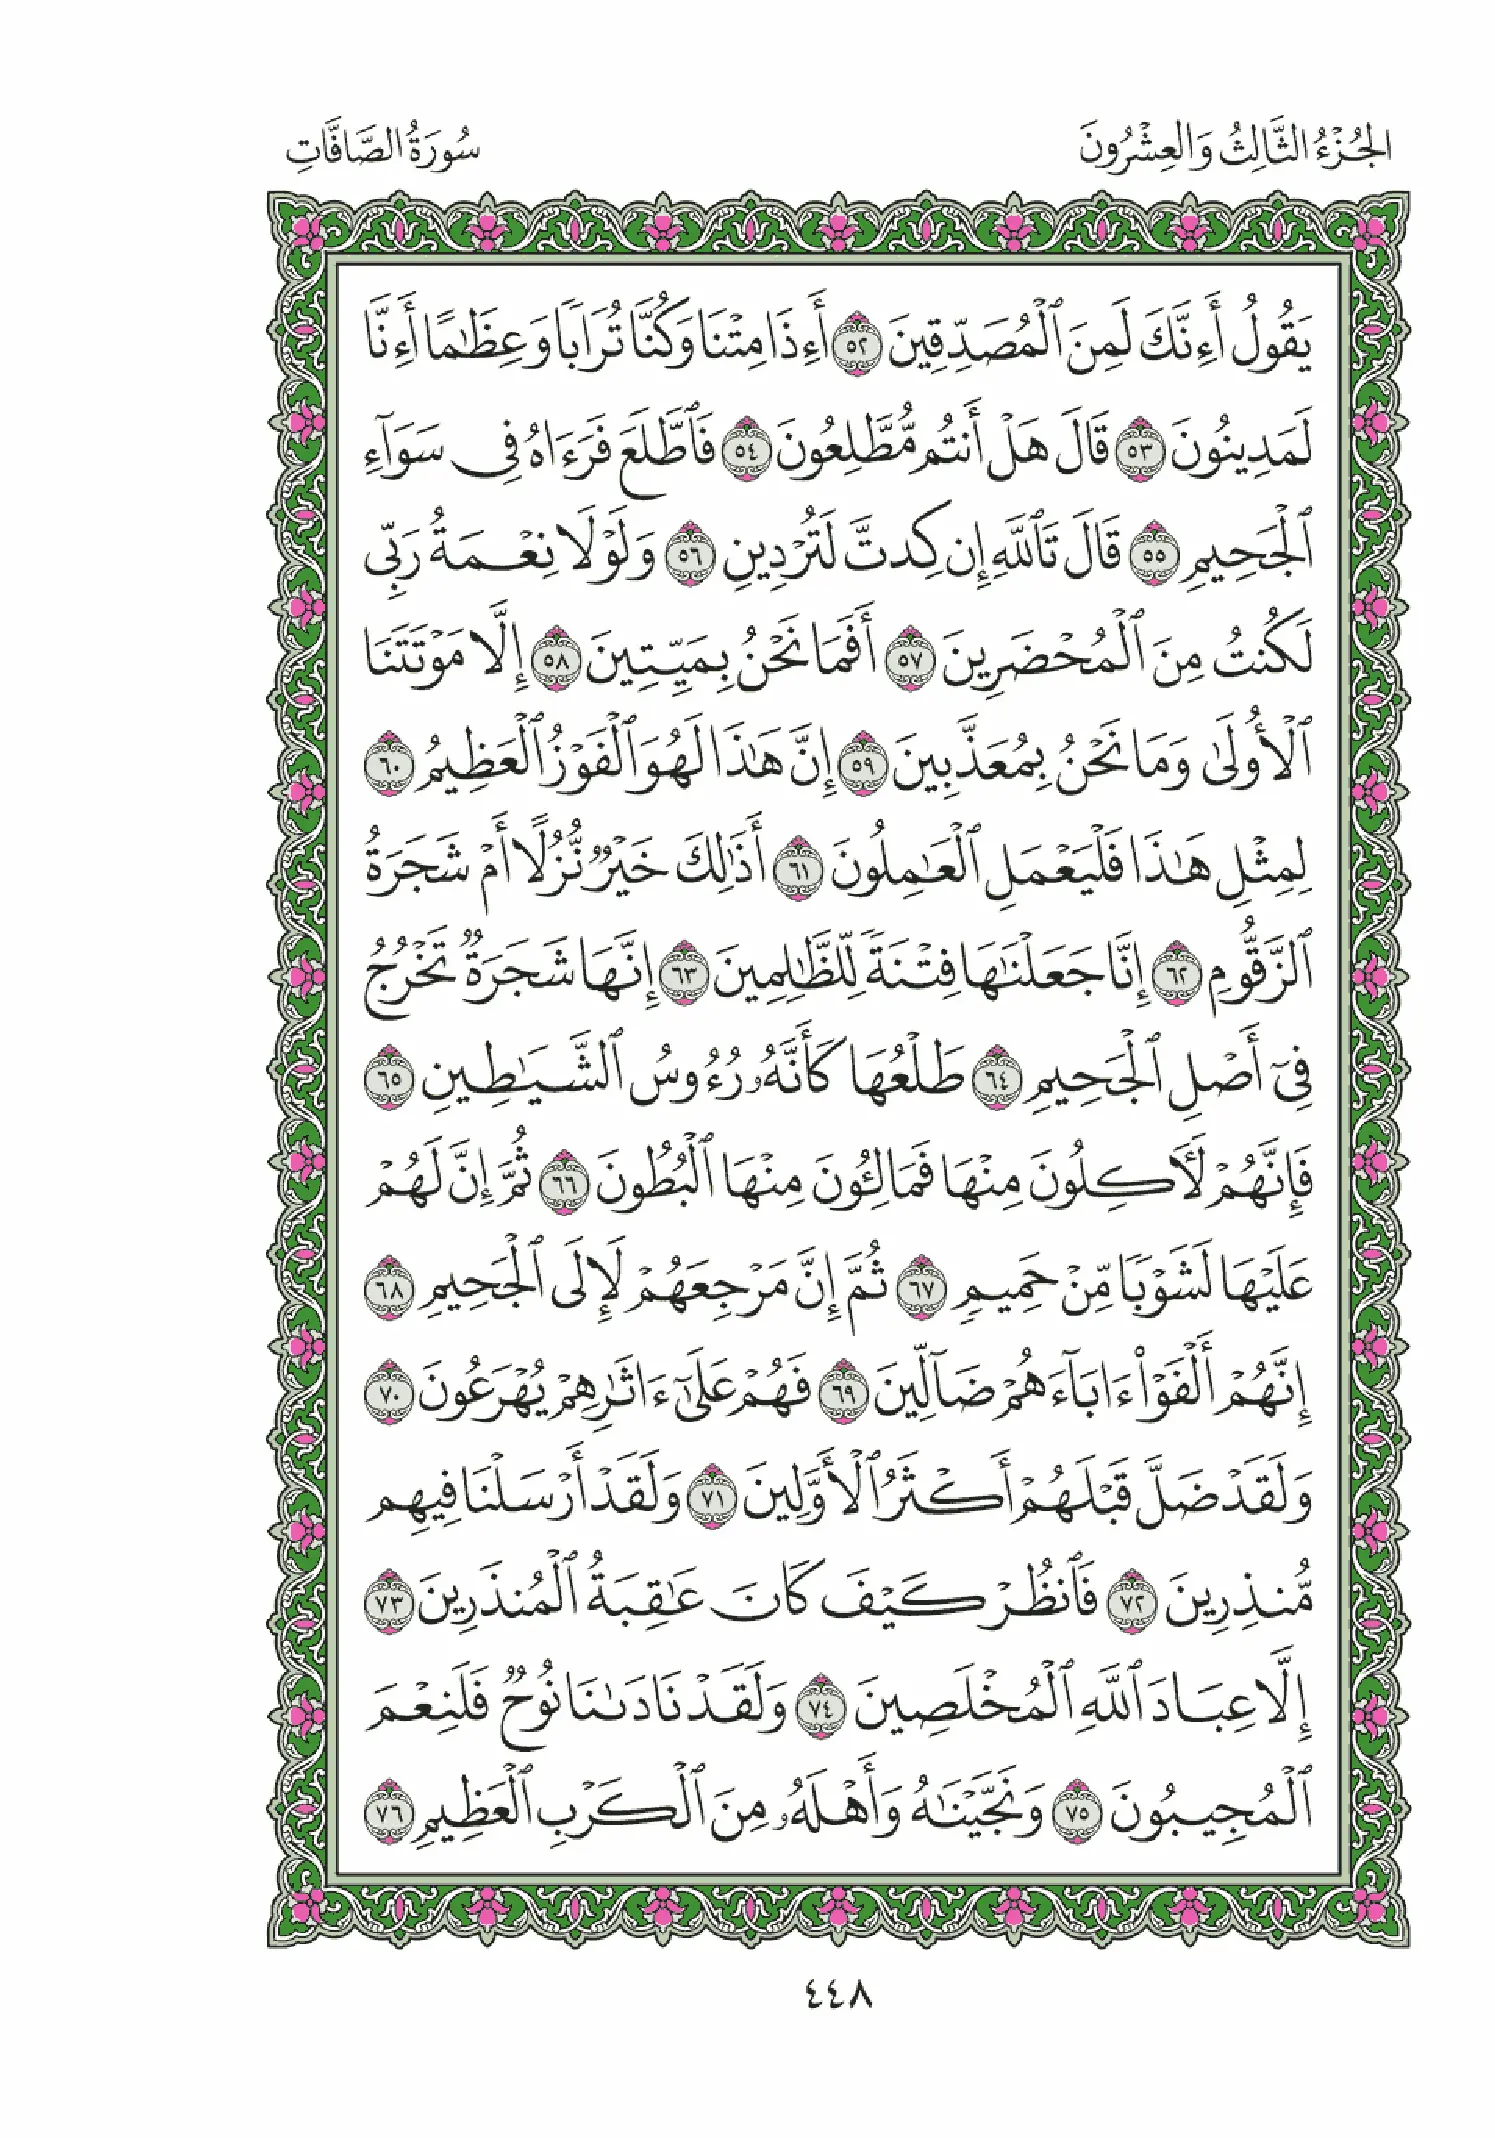 الجُزْءُ الثَّالِثُ وَالعِشْرُونَ
سُورَةُ الصَّافَّاتِ
يَقُولُ أَءِنَّكَ لَمِنَ ٱلْمُصَدِّقِينَ ٥٢ أَءِذَا مِتْنَا وَكُنَّا تُرَابًا وَعِظَٰمًا أَءِنَّا
لَمَدِينُونَ ٥٣ قَالَ هَلْ أَنتُم مُّطَّلِعُونَ ٥٤ فَٱطَّلَعَ فَرَءَاهُ فِى سَوَآءِ
ٱلْجَحِيمِ ٥٥ قَالَ تَٱللَّهِ إِن كِدتَّ لَتُرْدِينِ ٥٦ وَلَوْلَا نِعْمَةُ رَبِّى
لَكُنتُ مِنَ ٱلْمُحْضَرِينَ ٥٧ أَفَمَا نَحْنُ بِمَيِّتِينَ ٥٨ إِلَّا مَوْتَتَنَا
ٱلْأُولَىٰ وَمَا نَحْنُ بِمُعَذَّبِينَ ٥٩ إِنَّ هَٰذَا لَهُوَ ٱلْفَوْزُ ٱلْعَظِيمُ ٦٠
لِمِثْلِ هَٰذَا فَلْيَعْمَلِ ٱلْعَٰمِلُونَ ٦١ أَذَٰلِكَ خَيْرٌ نُّزُلًا أَمْ شَجَرَةُ
ٱلزَّقُّومِ ٦٢ إِنَّا جَعَلْنَٰهَا فِتْنَةً لِّلظَّٰلِمِينَ ٦٣ إِنَّهَا شَجَرَةٌ تَخْرُجُ
فِىٓ أَصْلِ ٱلْجَحِيمِ ٦٤ طَلْعُهَا كَأَنَّهُۥ رُءُوسُ ٱلشَّيَٰطِينِ ٦٥
فَإِنَّهُمْ لَأَكِلُونَ مِنْهَا فَمَالِـُٔونَ مِنْهَا ٱلْبُطُونَ ٦٦ ثُمَّ إِنَّ لَهُمْ
عَلَيْهَا لَشَوْبًا مِّنْ حَمِيمٍ ٦٧ ثُمَّ إِنَّ مَرْجِعَهُمْ لَإِلَى ٱلْجَحِيمِ ٦٨
إِنَّهُمْ أَلْفَوْا۟ ءَابَآءَهُمْ ضَآلِّينَ ٦٩ فَهُمْ عَلَىٰٓ ءَاثَٰرِهِمْ يُهْرَعُونَ ٧٠
وَلَقَدْ ضَلَّ قَبْلَهُمْ أَكْثَرُ ٱلْأَوَّلِينَ ٧١ وَلَقَدْ أَرْسَلْنَا فِيهِم
مُّنذِرِينَ ٧٢ فَٱنظُرْ كَيْفَ كَانَ عَٰقِبَةُ ٱلْمُنذَرِينَ ٧٣
إِلَّا عِبَادَ ٱللَّهِ ٱلْمُخْلَصِينَ ٧٤ وَلَقَدْ نَادَىٰنَا نُوحٌ فَلَنِعْمَ
ٱلْمُجِيبُونَ ٧٥ وَنَجَّيْنَٰهُ وَأَهْلَهُۥ مِنَ ٱلْكَرْبِ ٱلْعَظِيمِ ٧٦
٤٤٨